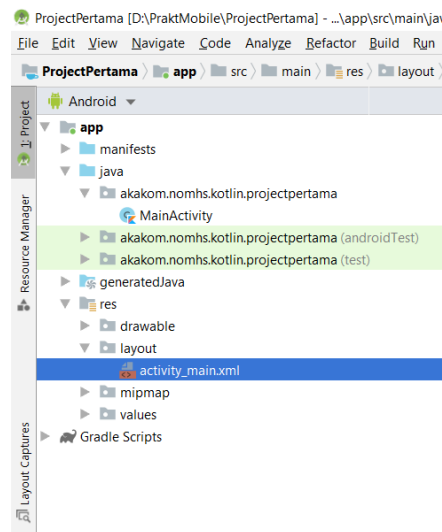 ProjectPertama [D:\PraktMobile\ProjectPertama] - ...\app\src\main\jav
File Edit View Navigate Code Analyze Refactor Build Run
ProjectPertama app src main res layout
Android
1: Project
Resource Manager
Layout Captures
app
manifests
java
akakom.nomhs.kotlin.projectpertama
MainActivity
akakom.nomhs.kotlin.projectpertama (androidTest)
akakom.nomhs.kotlin.projectpertama (test)
generatedJava
res
drawable
layout
activity_main.xml
mipmap
values
Gradle Scripts